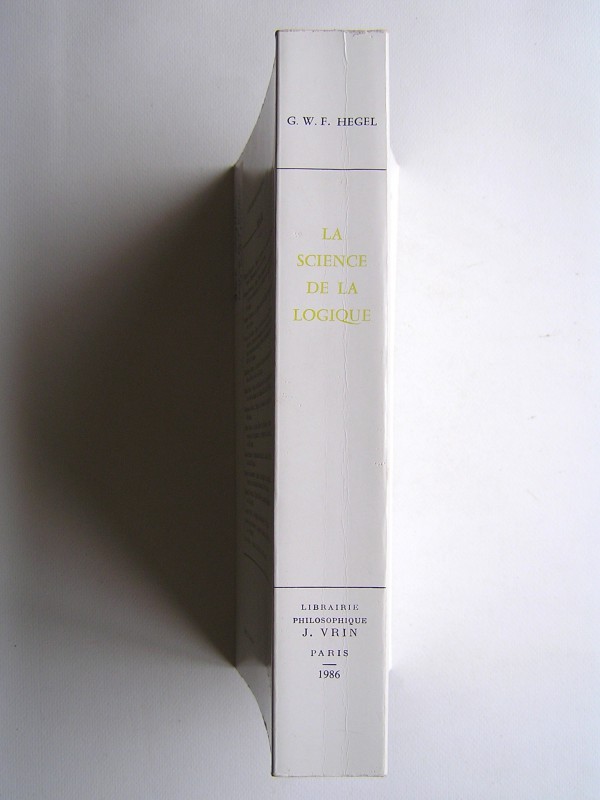 G. W. F. HEGEL
LA
SCIENCE
DE LA
LOGIQUE
LIBRAIRIE
PHILOSOPHIQUE
J. VRIN
PARIS
1986